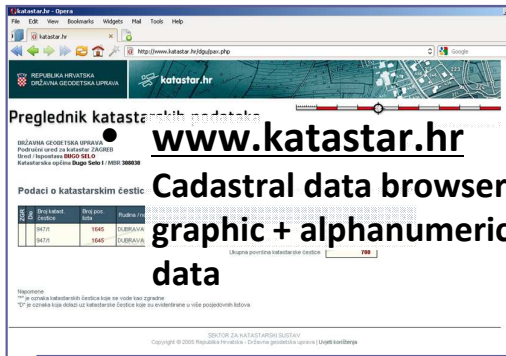 katastar.hr - Opera
File Edit View Bookmarks Widgets Mail Tools Help
katastar.hr
http://www.katastar.hr/dgu/pax.php
Google
REPUBLIKA HRVATSKA
DRŽAVNA GEODETSKA UPRAVA
katastar.hr
Preglednik katastarskih podataka
DRŽAVNA GEODETSKA UPRAVA
Područni ured za katastar ZAGREB
Ured / Ispostava DUGO SELO
Katastarska općina Dugo Selo I / MBR
• www.katastar.hr
Cadastral data browser
graphic + alphanumeric
data
Podaci o katastarskim čestic
ZGR Dio Broj katast. čestice Broj pos. lista Rudina /
947/1 1645 DUBRAVA
947/1 1645 DUBRAVA
Ukupna površina katastarske čestice 708
Napomene
"*" je oznaka katastarskih čestica koje se vode kao zgradne
"D" je oznaka koja dolazi uz katastarske čestice koje su evidentirane u više posjedovnih listova
SEKTOR ZA KATASTARSKI SUSTAV
Copyright © 2005 Republika Hrvatska - Državna geodetska uprava | Uvjeti korištenja